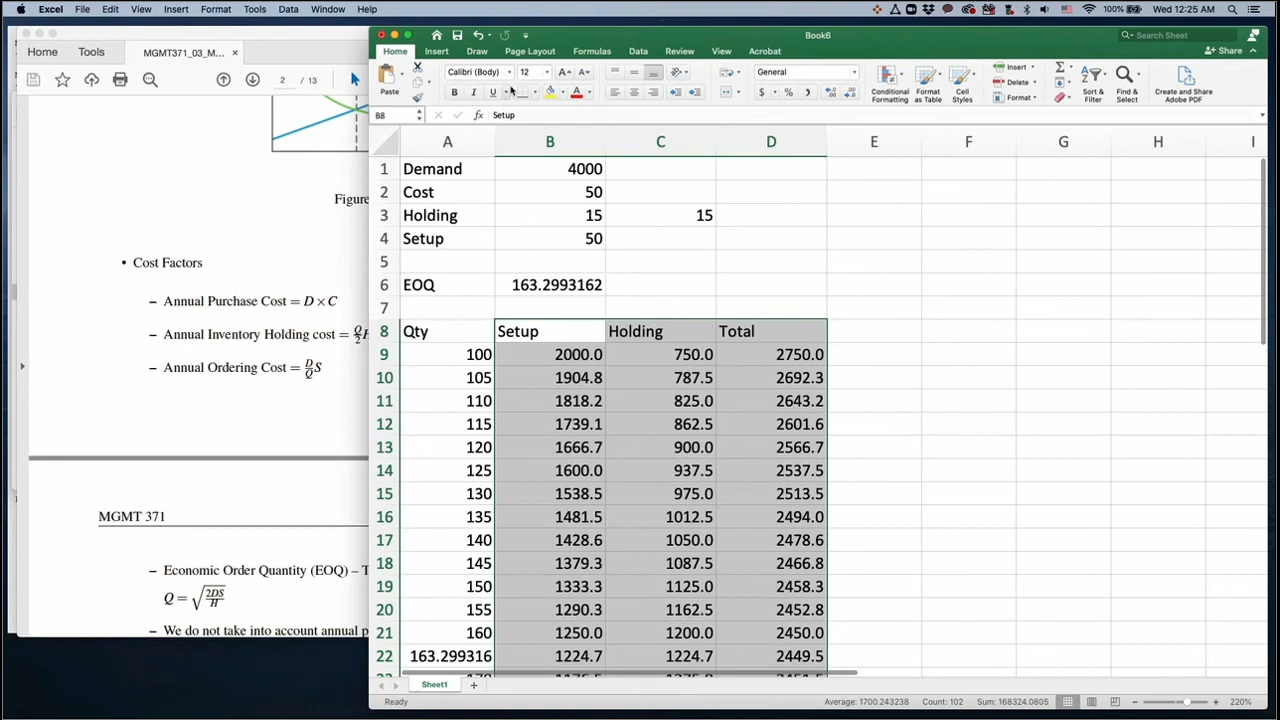 Excel File Edit View Insert Format Tools Data Window Help
100% Wed 12:25 AM
Home Tools MGMT371_03_M... ×
2 13
Figure
• Cost Factors
– Annual Purchase Cost = D × C
– Annual Inventory Holding cost = Q/2 H
– Annual Ordering Cost = D/Q S
MGMT 371
– Economic Order Quantity (EOQ) – T
Q = √2DS/H
– We do not take into account annual p
Book6
Search Sheet
Home Insert Draw Page Layout Formulas Data Review View Acrobat
Share
Paste
Calibri (Body) 12
B I U
General
$ % )
Conditional Formatting
Format as Table
Cell Styles
Insert
Delete
Format
Sort & Filter
Find & Select
Create and Share Adobe PDF
B8 fx Setup
A B C D E F G H I
1 Demand 4000
2 Cost 50
3 Holding 15 15
4 Setup 50
5
6 EOQ 163.2993162
7
8 Qty Setup Holding Total
9 100 2000.0 750.0 2750.0
10 105 1904.8 787.5 2692.3
11 110 1818.2 825.0 2643.2
12 115 1739.1 862.5 2601.6
13 120 1666.7 900.0 2566.7
14 125 1600.0 937.5 2537.5
15 130 1538.5 975.0 2513.5
16 135 1481.5 1012.5 2494.0
17 140 1428.6 1050.0 2478.6
18 145 1379.3 1087.5 2466.8
19 150 1333.3 1125.0 2458.3
20 155 1290.3 1162.5 2452.8
21 160 1250.0 1200.0 2450.0
22 163.299316 1224.7 1224.7 2449.5
Sheet1 +
Ready
Average: 1700.243238 Count: 102 Sum: 168324.0805
220%